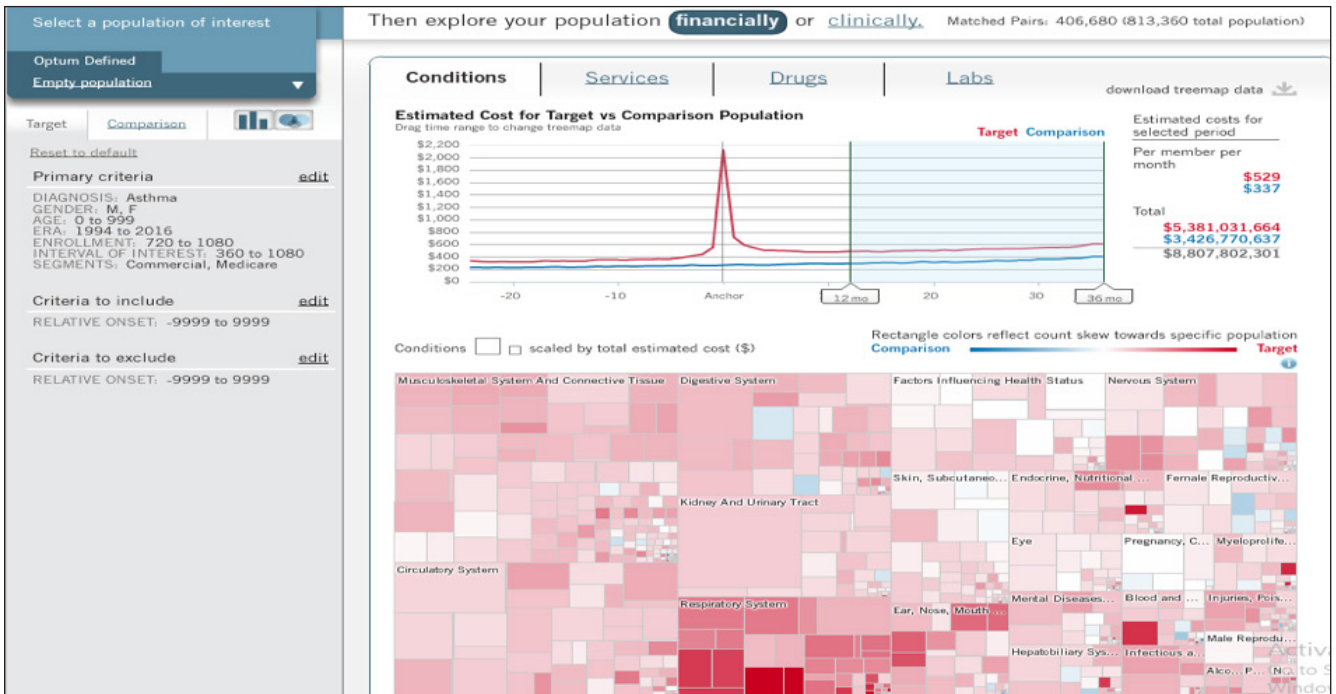 Select a population of interest
Optum Defined
Empty population
Target
Comparison
Reset to default
Primary criteria
edit
DIAGNOSIS: Asthma
GENDER: M, F
AGE: 0 to 999
ERA: 1994 to 2016
ENROLLMENT: 720 to 1080
INTERVAL OF INTEREST: 360 to 1080
SEGMENTS: Commercial, Medicare
Criteria to include
edit
RELATIVE ONSET: -9999 to 9999
Criteria to exclude
edit
RELATIVE ONSET: -9999 to 9999
Then explore your population financially or clinically. Matched Pairs: 406,680 (813,360 total population)
Conditions
Services
Drugs
Labs
download treemap data
Estimated Cost for Target vs Comparison Population
Drag time range to change treemap data
Target Comparison
$2,200
$2,000
$1,800
$1,600
$1,400
$1,200
$1,000
$800
$600
$400
$200
$0
-20
-10
Anchor
12 mo
20
30
36 mo
Estimated costs for
selected period
Per member per
month
$529
$337
Total
$5,381,031,664
$3,426,770,637
$8,807,802,301
Conditions scaled by total estimated cost ($)
Rectangle colors reflect count skew towards specific population
Comparison
Target
Musculoskeletal System And Connective Tissue
Digestive System
Factors Influencing Health Status
Nervous System
Skin, Subcutaneo...
Endocrine, Nutritional ...
Female Reproductiv...
Kidney And Urinary Tract
Eye
Pregnancy, C...
Myeloprolife...
Circulatory System
Respiratory System
Ear, Nose, Mouth ...
Mental Diseases...
Blood and ...
Injuries, Pois...
Male Reprodu...
Hepatobiliary Sys...
Infectious a...
Alco...
P...
(N...
Activ
to S
Window